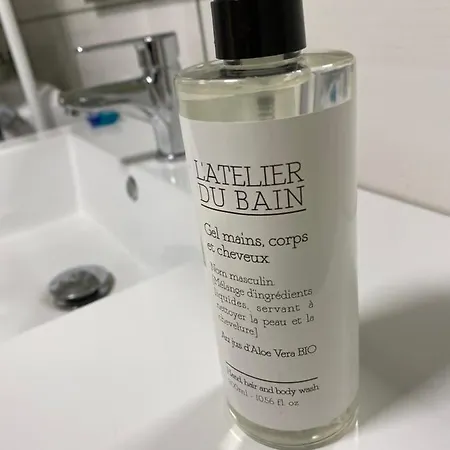 L'ATELIER
DU BAIN
Gel mains, corps
et cheveux
Nom masculin.
[Mélange d'ingrédients
liquides, servant à
nettoyer la peau et la
chevelure]
Au jus d'Aloe Vera BIO
Hand, hair and body wash
300ml - 10.56 fl. oz